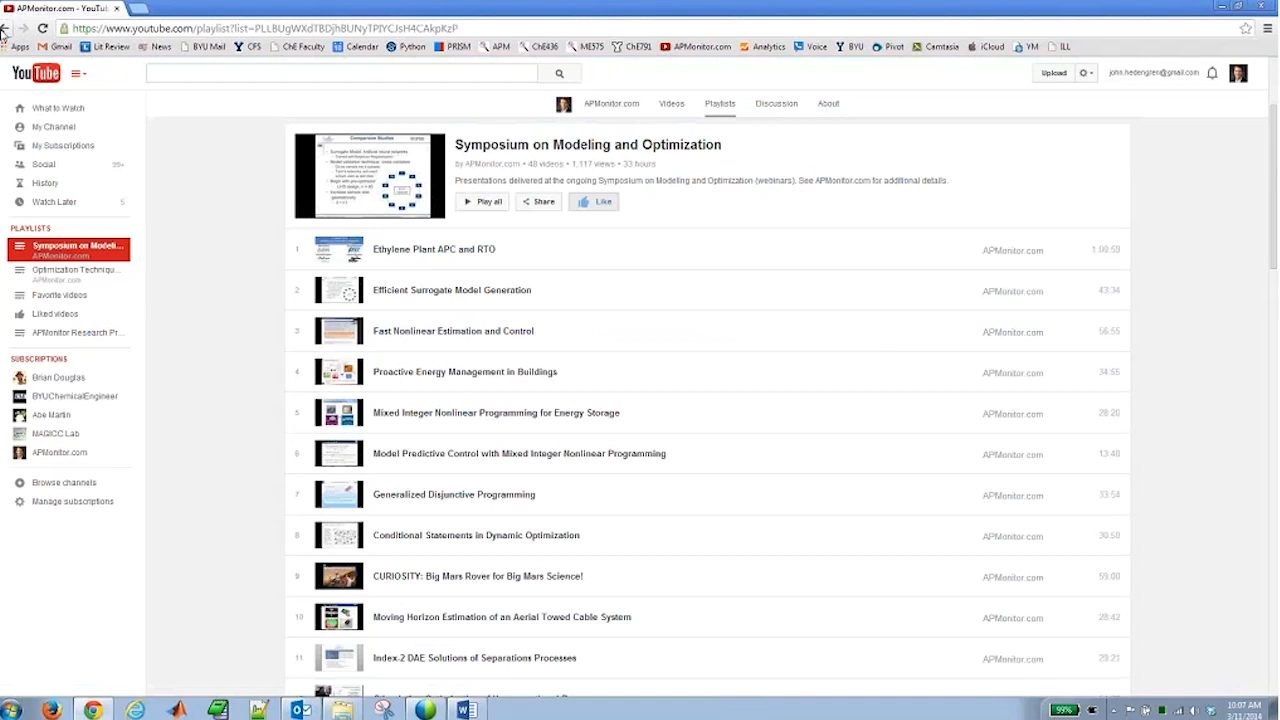 APMonitor.com - YouTu
https://www.youtube.com/playlist?list=PLLBUgWXdTBDjhBUNyTPIYCJsH4CAkpKzP
Apps Gmail Lit Review News BYU Mail CFS ChE Faculty Calendar Python PRISM APM ChE436 ME575 ChE791 APMonitor.com Analytics Voice BYU Pivot Camtasia iCloud YM ILL
YouTube Upload john.hedengren@gmail.com
APMonitor.com Videos Playlists Discussion About
What to Watch
My Channel
My Subscriptions
Social
History
Watch Later 5
PLAYLISTS
Symposium on Modeli...
APMonitor.com
Optimization Techniqu...
APMonitor.com
Favorite videos
Liked videos
APMonitor Research Pr...
SUBSCRIPTIONS
Brian Douglas
BYUChemicalEngineer
Abe Martin
MAGICC Lab
APMonitor.com
Browse channels
Manage subscriptions
Comparison Studies
Symposium on Modeling and Optimization
by APMonitor.com • 48 videos • 1,117 views • 33 hours
Presentations delivered at the ongoing Symposium on Modeling and Optimization (webinars). See APMonitor.com for additional details.
Play all Share Like
1 Ethylene Plant APC and RTO APMonitor.com
2 Efficient Surrogate Model Generation APMonitor.com 43:34
3 Fast Nonlinear Estimation and Control APMonitor.com 56:55
4 Proactive Energy Management in Buildings APMonitor.com 34:55
5 Mixed Integer Nonlinear Programming for Energy Storage APMonitor.com 28:20
6 Model Predictive Control with Mixed Integer Nonlinear Programming APMonitor.com 13:40
7 Generalized Disjunctive Programming APMonitor.com 33:54
8 Conditional Statements in Dynamic Optimization APMonitor.com
9 CURIOSITY: Big Mars Rover for Big Mars Science! APMonitor.com 59:00
10 Moving Horizon Estimation of an Aerial Towed Cable System APMonitor.com 28:42
11 Index-2 DAE Solutions of Separations Processes APMonitor.com 29:21
99% 10:07 AM
3/11/2014